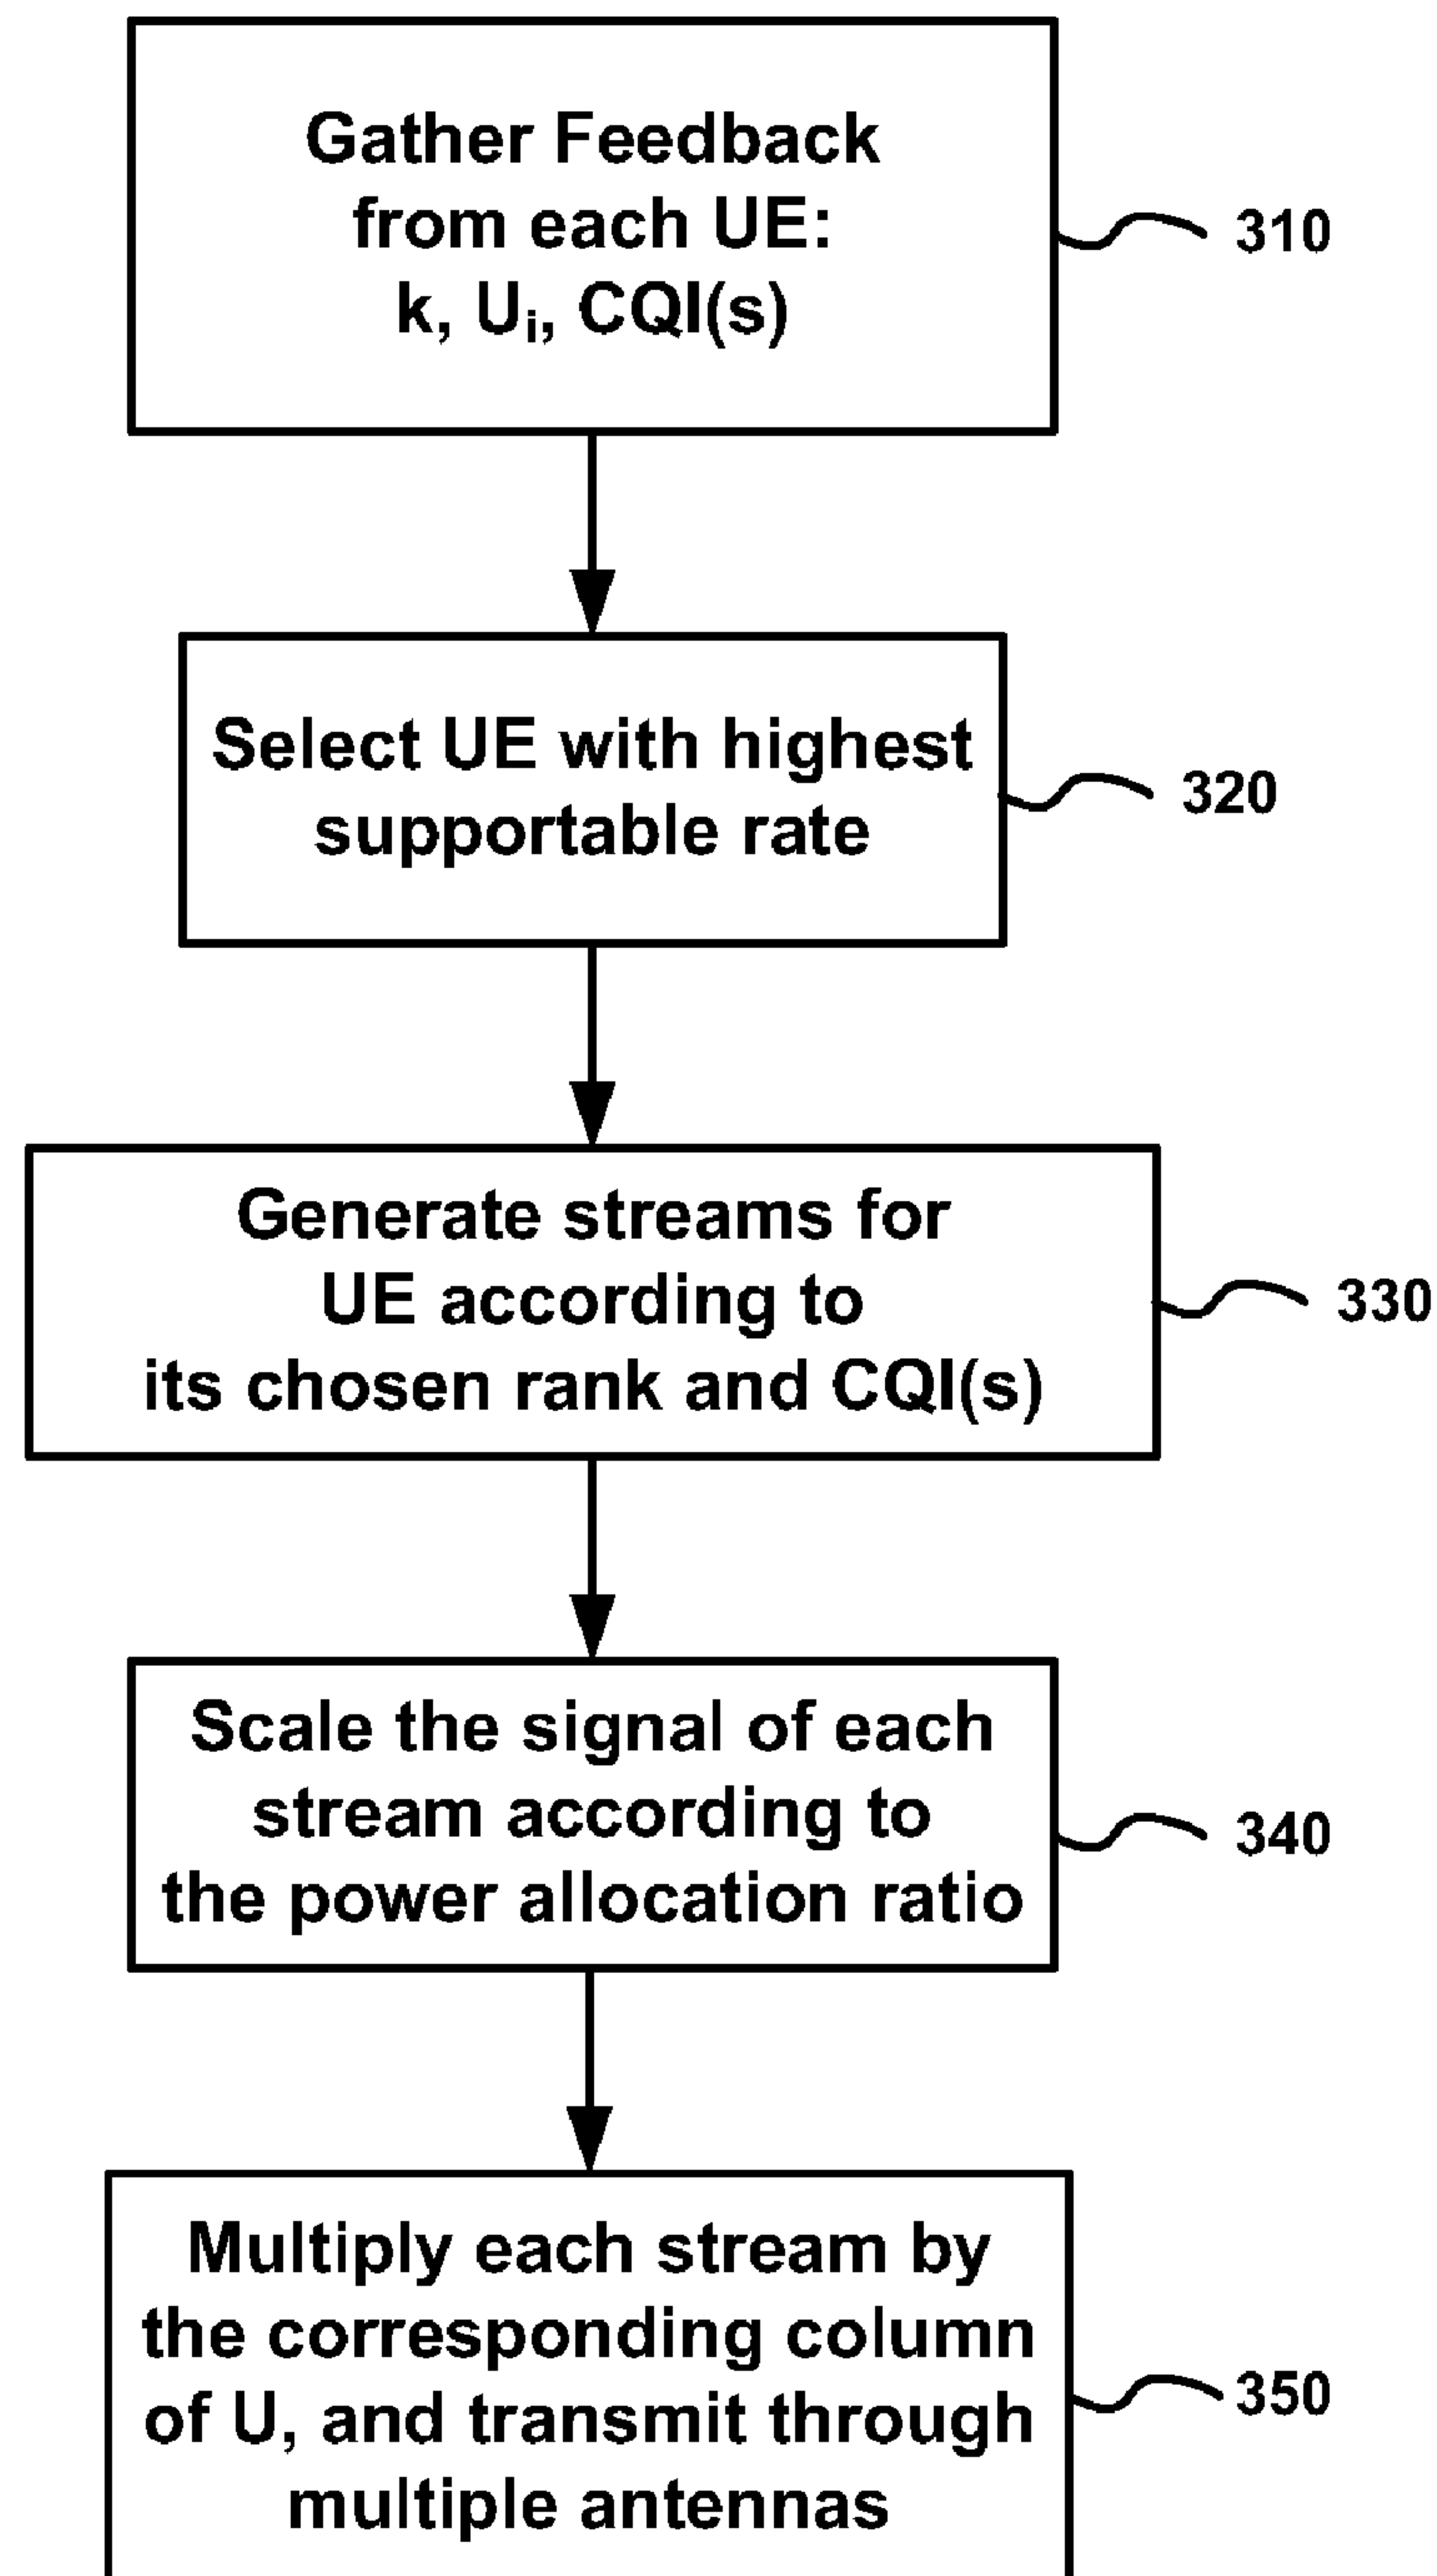 Gather Feedback
from each UE:
k, Uᵢ, CQI(s)
310
Select UE with highest
supportable rate
320
Generate streams for
UE according to
its chosen rank and CQI(s)
330
Scale the signal of each
stream according to
the power allocation ratio
340
Multiply each stream by
the corresponding column
of U, and transmit through
multiple antennas
350